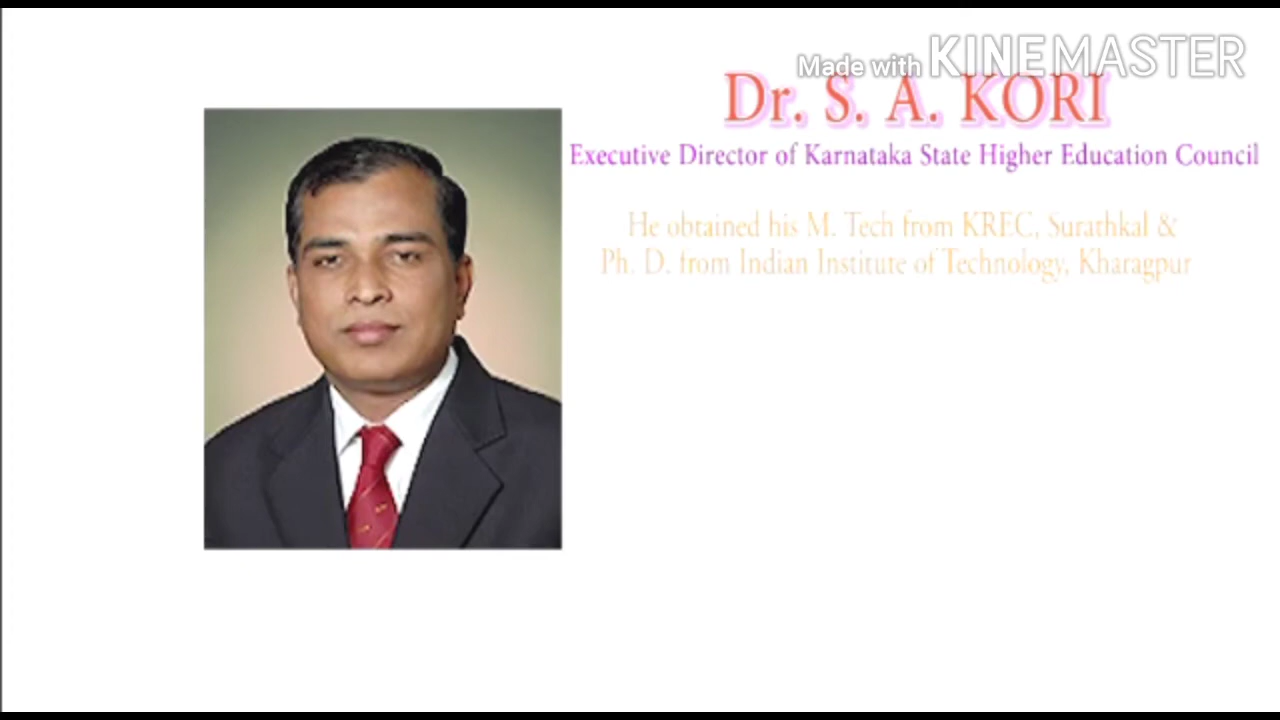 Made with KINEMASTER
Dr. S. A. KORI
Executive Director of Karnataka State Higher Education Council
He obtained his M. Tech from KREC, Surathkal &
Ph. D. from Indian Institute of Technology, Kharagpur